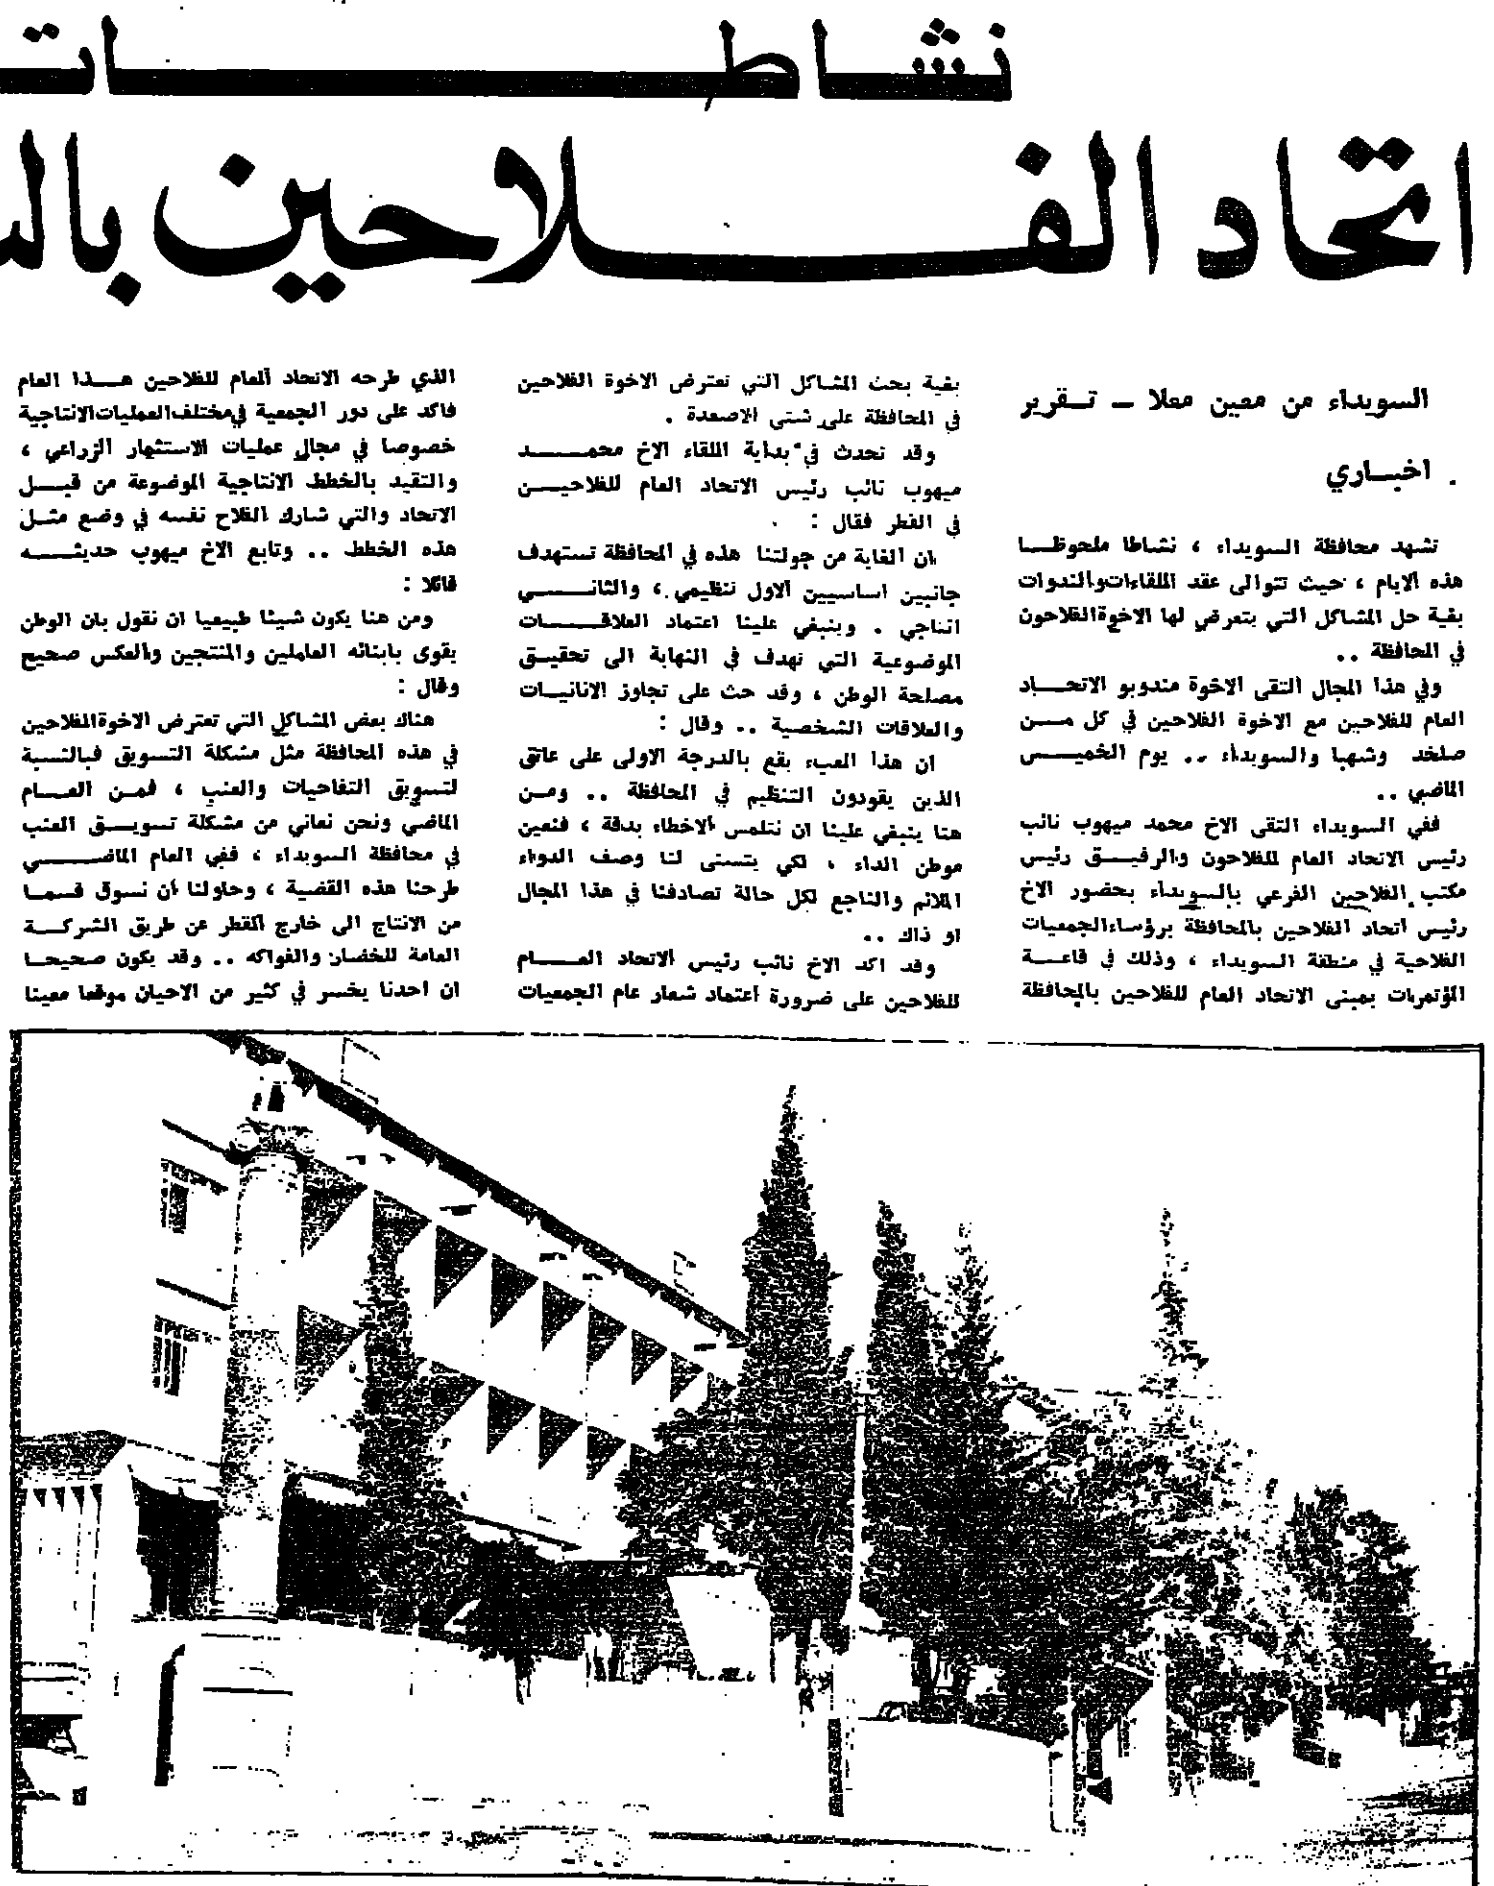 نشاطات
اتحاد الفلاحين
السويداء من معين معلا ـ تقرير
اخباري
تشهد محافظة السويداء ، نشاطا ملحوظا
هذه الايام ، حيث تتوالى عقد اللقاءات والندوات
بغية حل المشاكل التي يتعرض لها الاخوة الفلاحون
في المحافظة ..
وفي هذا المجال التقى الاخوة مندوبو الاتحاد
العام للفلاحين مع الاخوة الفلاحين في كل من
صلخد وشهبا والسويداء .. يوم الخميس
الماضي ..
ففي السويداء التقى الاخ محمد ميهوب نائب
رئيس الاتحاد العام للفلاحون والرفيق رئيس
مكتب الفلاحين الفرعي بالسويداء بحضور الاخ
رئيس اتحاد الفلاحين بالمحافظة برؤساء الجمعيات
الفلاحية في منطقة السويداء ، وذلك في قاعة
المؤتمرات بمبنى الاتحاد العام للفلاحين بالمحافظة
بغية بحث المشاكل التي تعترض الاخوة الفلاحين
في المحافظة على شتى الاصعدة .
وقد تحدث في بداية اللقاء الاخ محمد
ميهوب نائب رئيس الاتحاد العام للفلاحين
في القطر فقال :
ان الغاية من جولتنا هذه في المحافظة تستهدف
جانبين اساسيين الاول تنظيمي ، والثاني
انتاجي . وينبغي علينا اعتماد العلاقات
الموضوعية التي تهدف في النهاية الى تحقيق
مصلحة الوطن ، وقد حث على تجاوز الانانيات
والعلاقات الشخصية .. وقال :
ان هذا العبء يقع بالدرجة الاولى على عاتق
الذين يقودون التنظيم في المحافظة .. ومن
هنا ينبغي علينا ان نتلمس الاخطاء بدقة ، فنعين
موطن الداء ، لكي يتسنى لنا وصف الدواء
الملائم والناجع لكل حالة تصادفنا في هذا المجال
او ذاك ..
وقد اكد الاخ نائب رئيس الاتحاد العام
للفلاحين على ضرورة اعتماد شعار عام الجمعيات
الذي طرحه الاتحاد العام للفلاحين هذا العام
فاكد على دور الجمعية في مختلف العمليات الانتاجية
خصوصا في مجال عمليات الاستثمار الزراعي ،
والتقيد بالخطط الانتاجية الموضوعة من قبل
الاتحاد والتي شارك الفلاح نفسه في وضع مثل
هذه الخطط .. وتابع الاخ ميهوب حديثه
قائلا :
ومن هنا يكون شيئا طبيعيا ان نقول بان الوطن
يقوى بابنائه العاملين والمنتجين والعكس صحيح
وقال :
هناك بعض المشاكل التي تعترض الاخوة الفلاحين
في هذه المحافظة مثل مشكلة التسويق فبالنسبة
لتسويق التفاحيات والعنب ، فمن العام
الماضي ونحن نعاني من مشكلة تسويق العنب
في محافظة السويداء ، ففي العام الماضي
طرحنا هذه القضية ، وحاولنا ان نسوق قسما
من الانتاج الى خارج القطر عن طريق الشركة
العامة للخضار والفواكه .. وقد يكون صحيحا
ان احدنا يخسر في كثير من الاحيان موقعا معينا